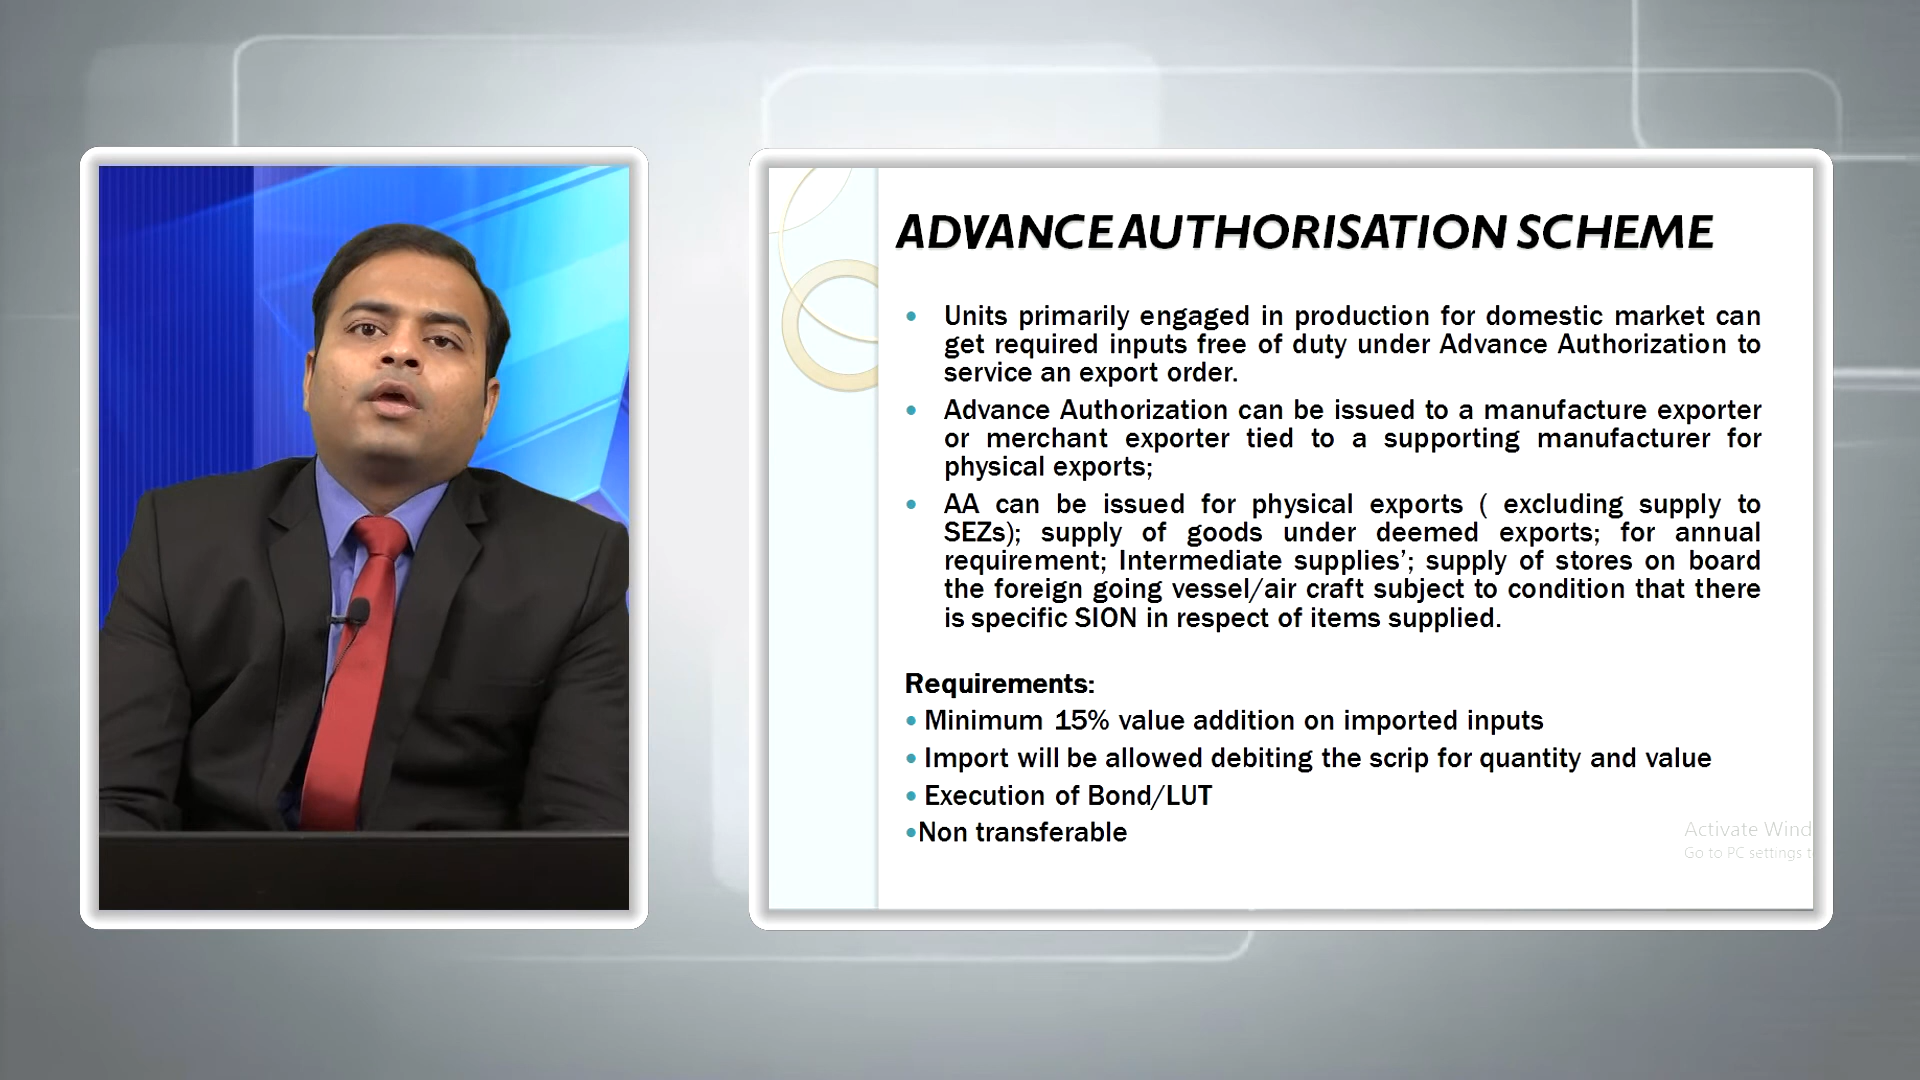 ADVANCE AUTHORISATION SCHEME
• Units primarily engaged in production for domestic market can
get required inputs free of duty under Advance Authorization to
service an export order.
• Advance Authorization can be issued to a manufacture exporter
or merchant exporter tied to a supporting manufacturer for
physical exports;
• AA can be issued for physical exports ( excluding supply to
SEZs); supply of goods under deemed exports; for annual
requirement; Intermediate supplies’; supply of stores on board
the foreign going vessel/air craft subject to condition that there
is specific SION in respect of items supplied.
Requirements:
• Minimum 15% value addition on imported inputs
• Import will be allowed debiting the scrip for quantity and value
• Execution of Bond/LUT
•Non transferable
Activate Wind
Go to PC settings t